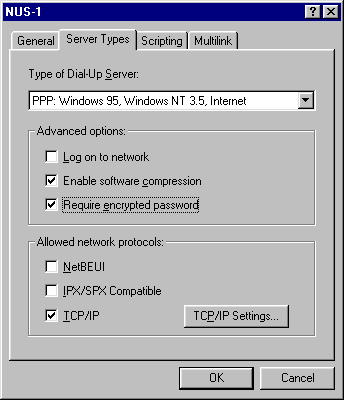 NUS-1
General Server Types Scripting Multilink
Type of Dial-Up Server:
PPP: Windows 95, Windows NT 3.5, Internet
Advanced options:
Log on to network
Enable software compression
Require encrypted password
Allowed network protocols:
NetBEUI
IPX/SPX Compatible
TCP/IP TCP/IP Settings...
OK Cancel